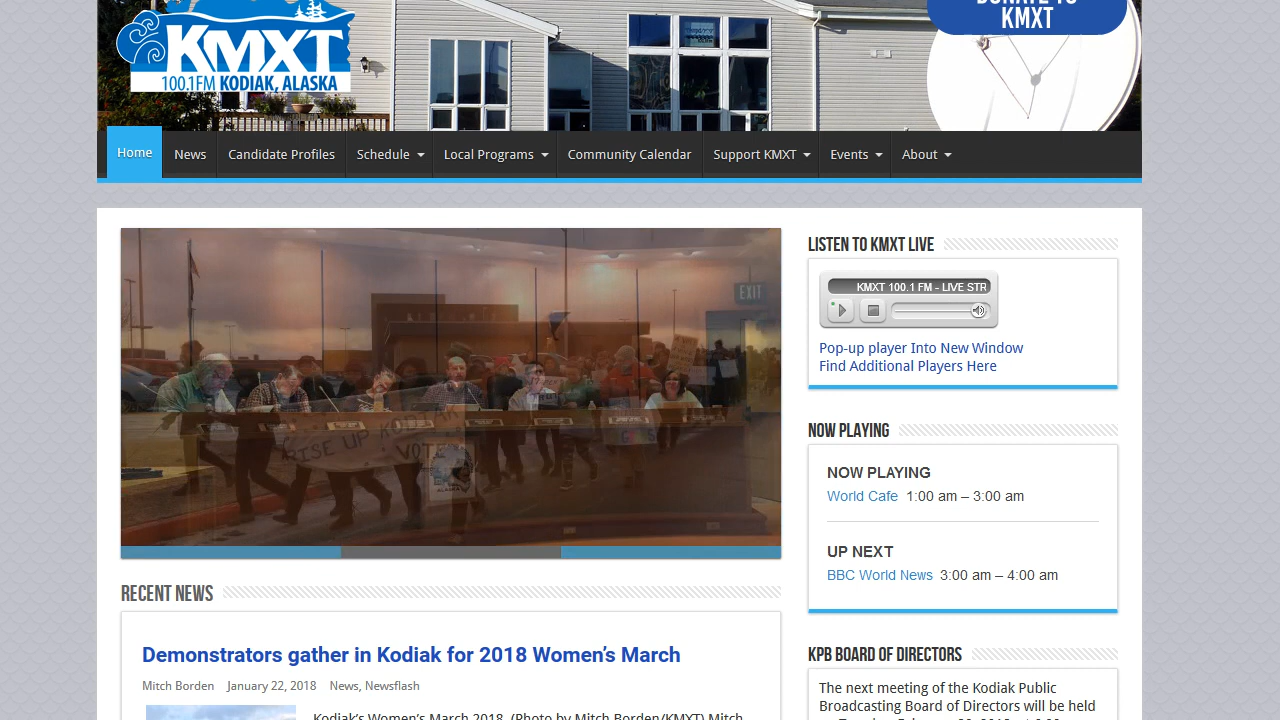 DONATE TO
KMXT
KMXT
100.1FM KODIAK, ALASKA
Home
News
Candidate Profiles
Schedule
Local Programs
Community Calendar
Support KMXT
Events
About
EXIT
RISE UP KODIAK
VOTE
LISTEN TO KMXT LIVE
KMXT 100.1 FM - LIVE STR
Pop-up player Into New Window
Find Additional Players Here
NOW PLAYING
NOW PLAYING
World Cafe 1:00 am – 3:00 am
UP NEXT
BBC World News 3:00 am – 4:00 am
RECENT NEWS
Demonstrators gather in Kodiak for 2018 Women’s March
Mitch Borden January 22, 2018 News, Newsflash
Kodiak’s Women’s March 2018. (Photo by Mitch Borden/KMXT) Mitch
KPB BOARD OF DIRECTORS
The next meeting of the Kodiak Public
Broadcasting Board of Directors will be held